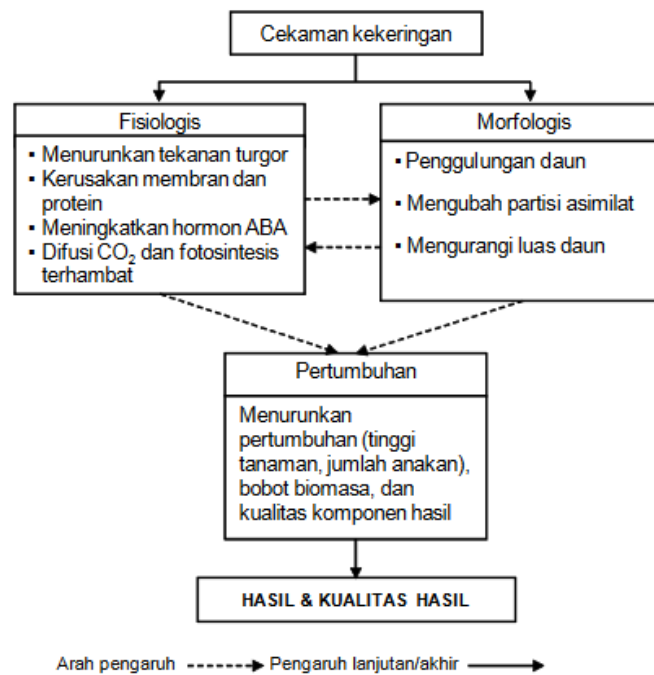 Cekaman kekeringan
Fisiologis
▪ Menurunkan tekanan turgor
▪ Kerusakan membran dan
protein
▪ Meningkatkan hormon ABA
▪ Difusi CO₂ dan fotosintesis
terhambat
Morfologis
▪ Penggulungan daun
▪ Mengubah partisi asimilat
▪ Mengurangi luas daun
Pertumbuhan
Menurunkan
pertumbuhan (tinggi
tanaman, jumlah anakan),
bobot biomasa, dan
kualitas komponen hasil
HASIL & KUALITAS HASIL
Arah pengaruh Pengaruh lanjutan/akhir